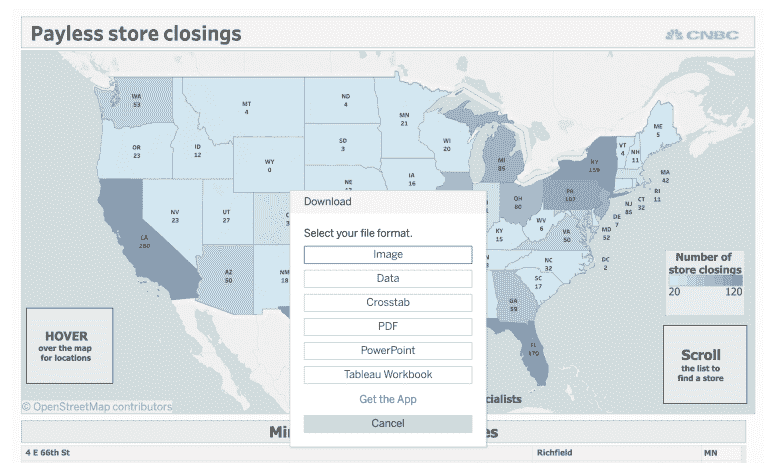 Payless store closings
CNBC
WA
53
MT
4
ND
4
MN
21
OR
23
ID
12
WY
0
SD
3
WI
20
MI
85
ME
5
VT
4
NH
11
NY
159
MA
42
RI
11
CT
32
NJ
85
DE
7
MD
52
DC
2
PA
107
OH
80
IA
16
NV
23
UT
27
AZ
50
NM
18
KY
15
WV
6
VA
50
NC
32
SC
17
GA
59
FL
170
Download
Select your file format.
Image
Data
Crosstab
PDF
PowerPoint
Tableau Workbook
Get the App
Cancel
Number of
store closings
20 120
HOVER
over the map
for locations
Scroll
the list to
find a store
© OpenStreetMap contributors
4 E 66th St Richfield MN